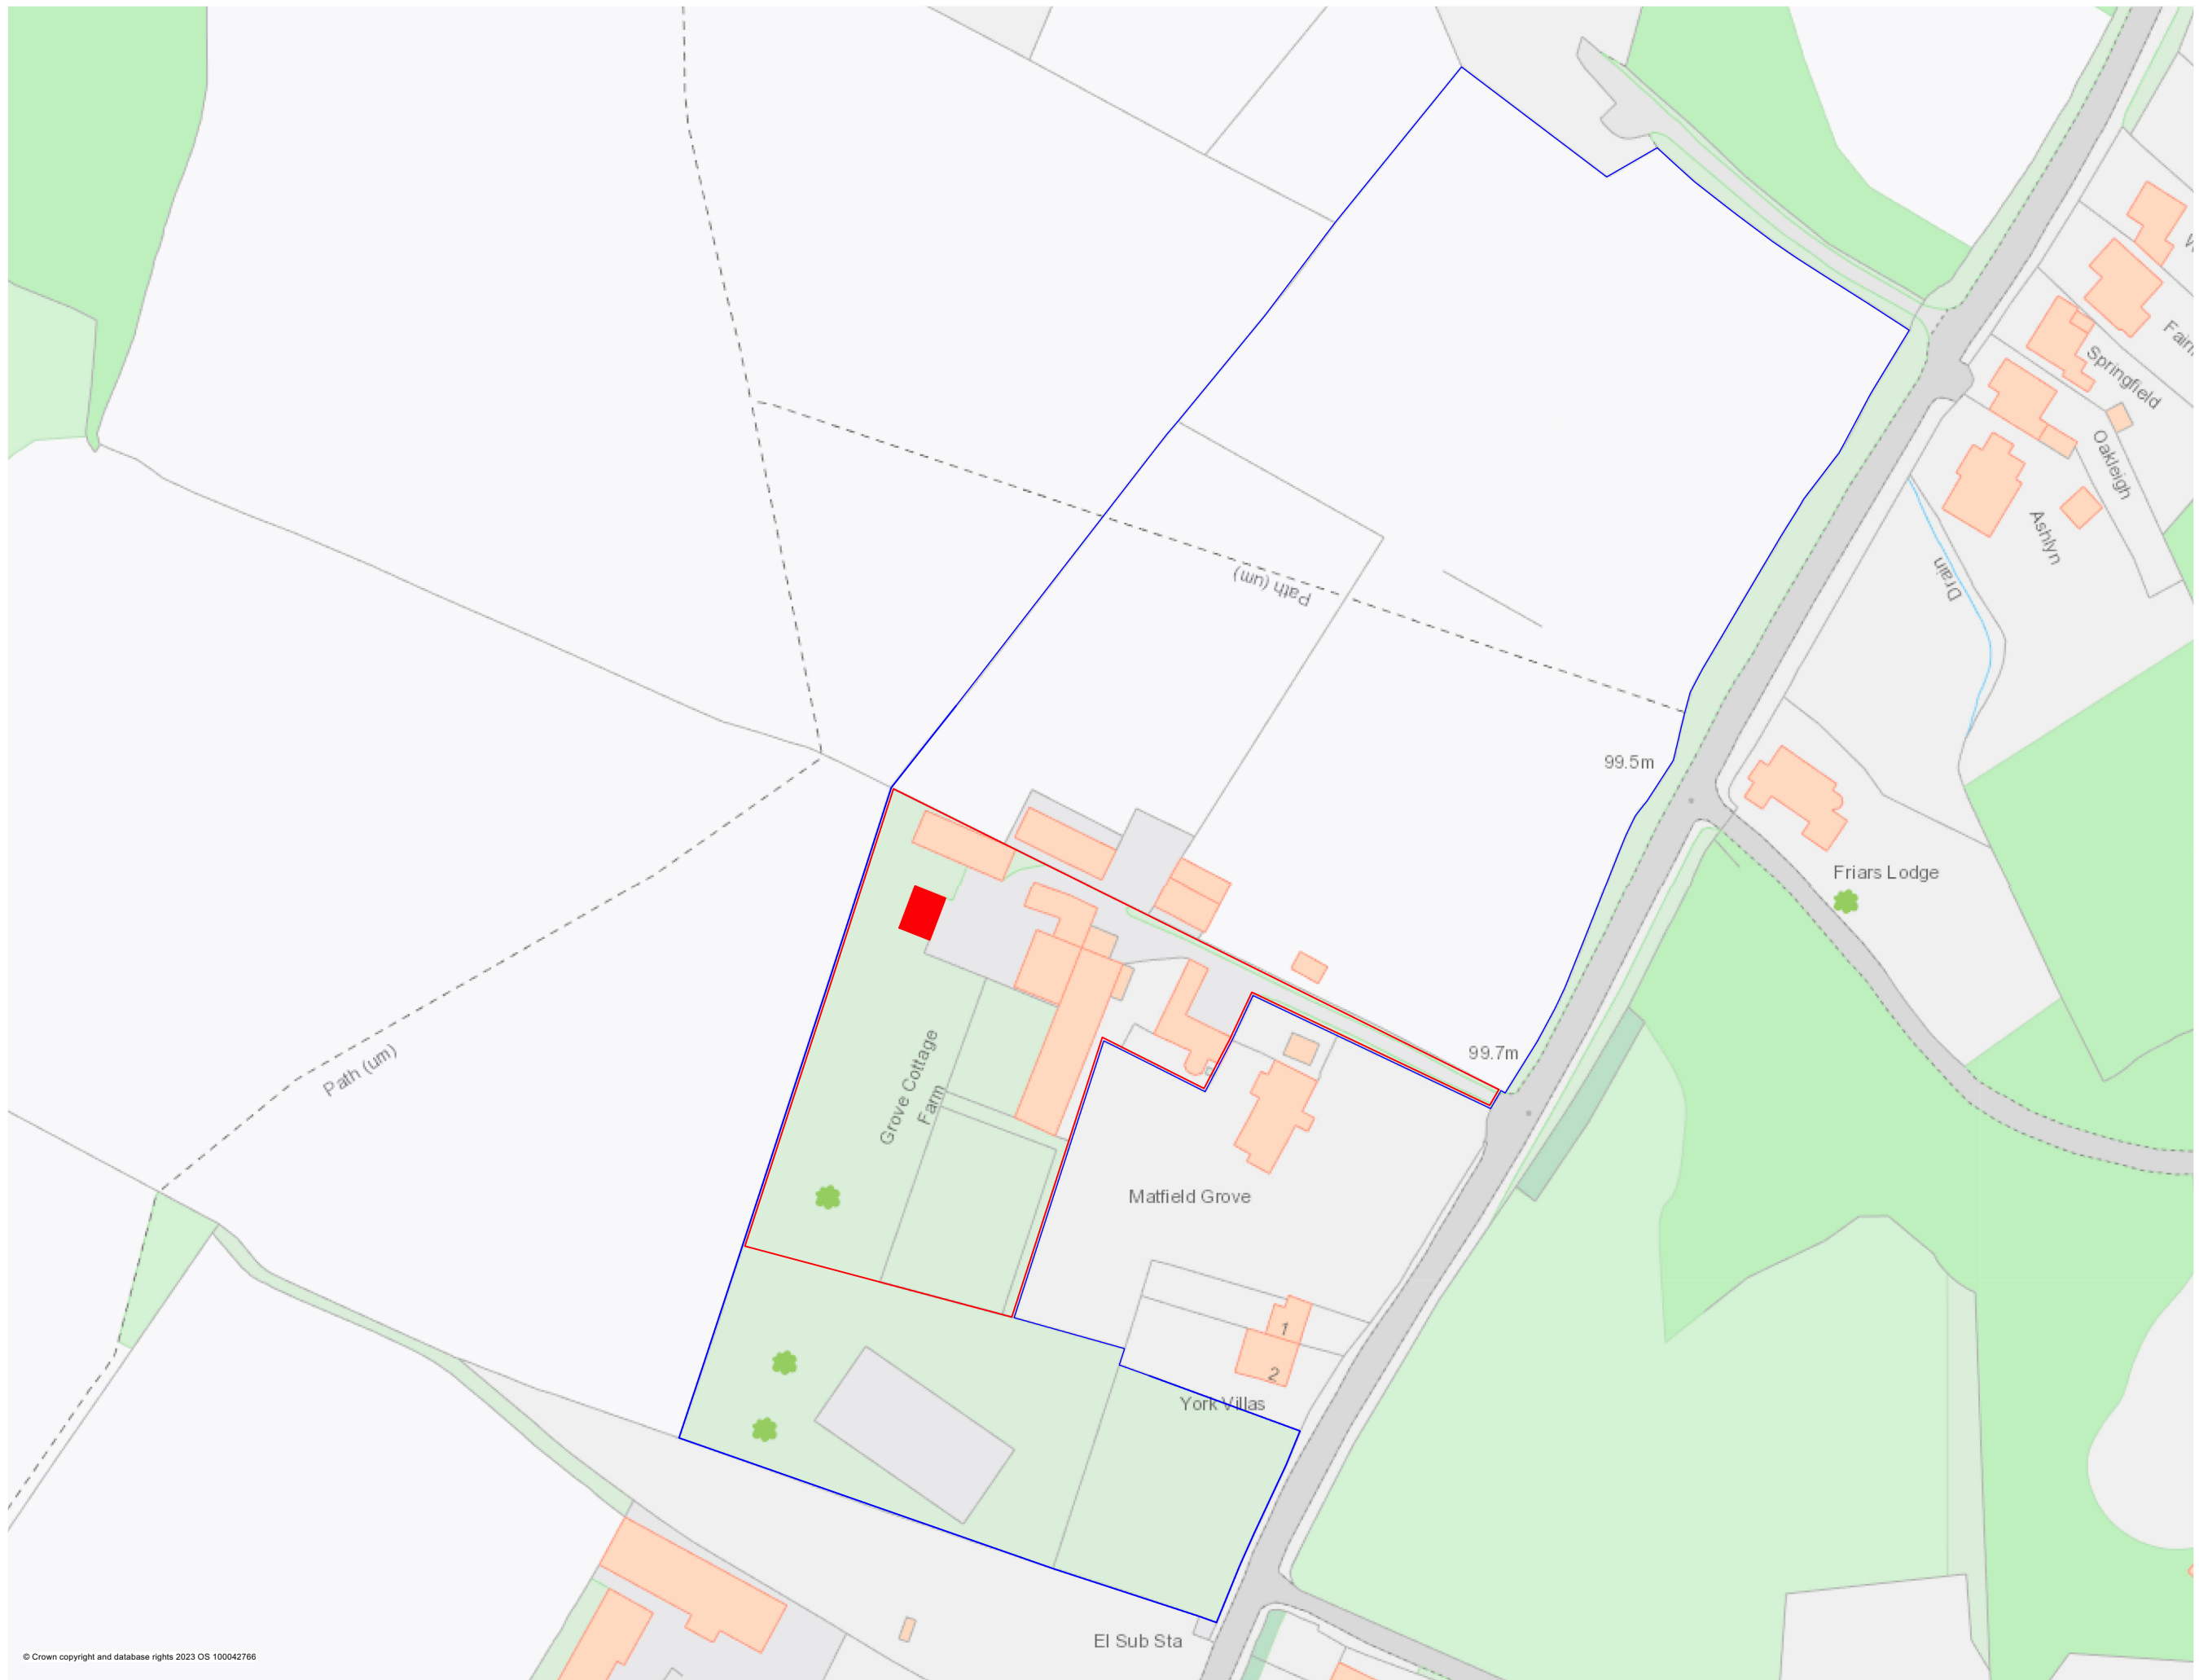 Springfield
Oakleigh
Ashlyn
Drain
Path (um)
99.5m
Friars Lodge
99.7m
Grove Cottage
Farm
Path (um)
Matfield Grove
1
2
York Villas
El Sub Sta
© Crown copyright and database rights 2023 OS 100042766